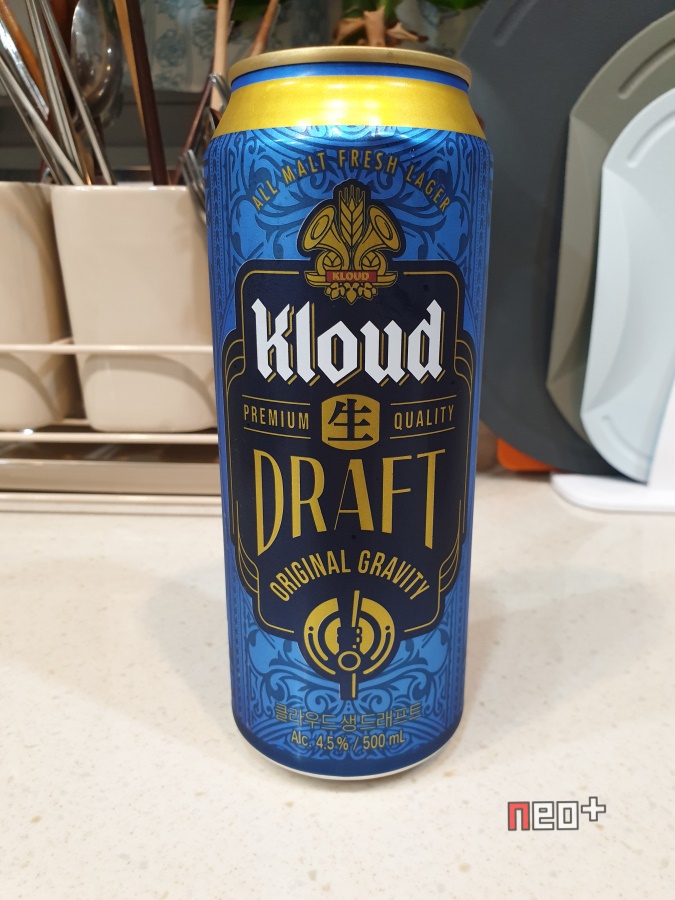 ALL MALT FRESH LAGER
KLOUD
Kloud
PREMIUM 生 QUALITY
DRAFT
ORIGINAL GRAVITY
클라우드 생 드래프트
Alc. 4.5 % / 500 mL
neo+